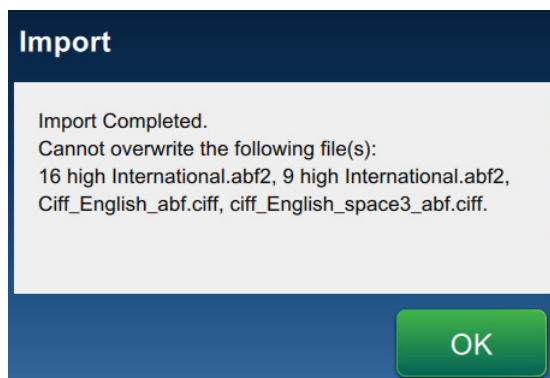 Import
Import Completed.
Cannot overwrite the following file(s):
16 high International.abf2, 9 high International.abf2,
Ciff_English_abf.ciff, ciff_English_space3_abf.ciff.
OK